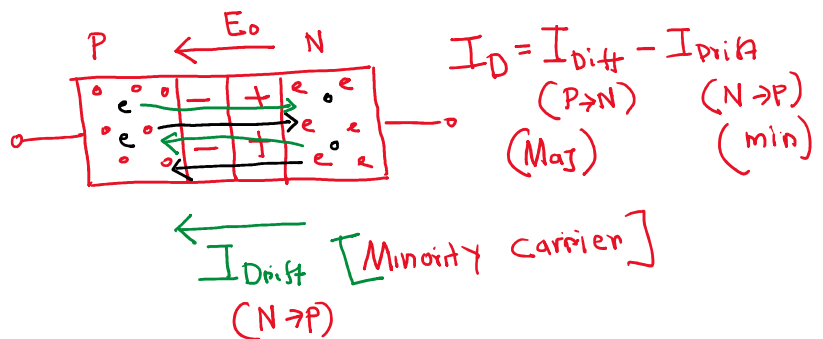 E₀
P N
I_D = I_Diff - I_Drift
(P→N) (N→P)
(Maj) (min)
o o o - + e e
e o
o e o - + e e
o o e e
I_Drift [Minority carrier]
(N→P)